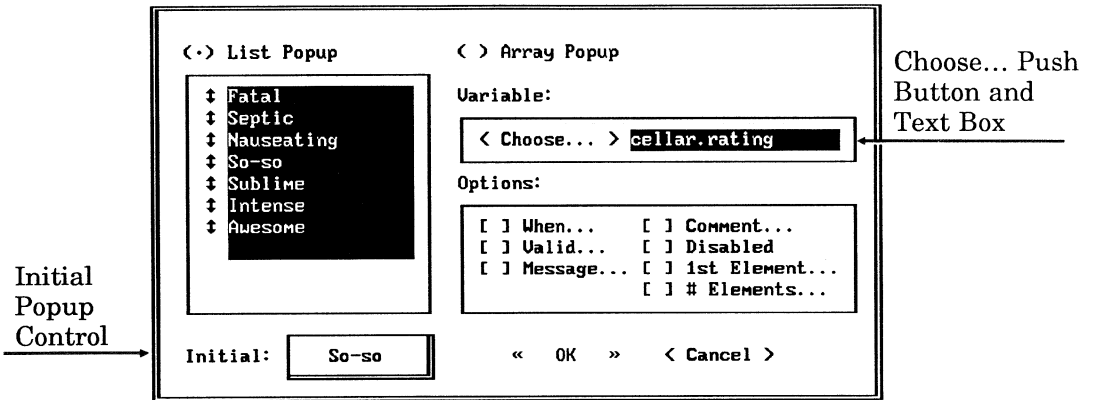 (·) List Popup
( ) Array Popup
↕ Fatal
↕ Septic
↕ Nauseating
↕ So-so
↕ Sublime
↕ Intense
↕ Awesome
Variable:
< Choose... > cellar.rating
Options:
[ ] When... [ ] Comment...
[ ] Valid... [ ] Disabled
[ ] Message... [ ] 1st Element...
[ ] # Elements...
Initial: So-so
« OK » < Cancel >
Choose... Push
Button and
Text Box
Initial
Popup
Control